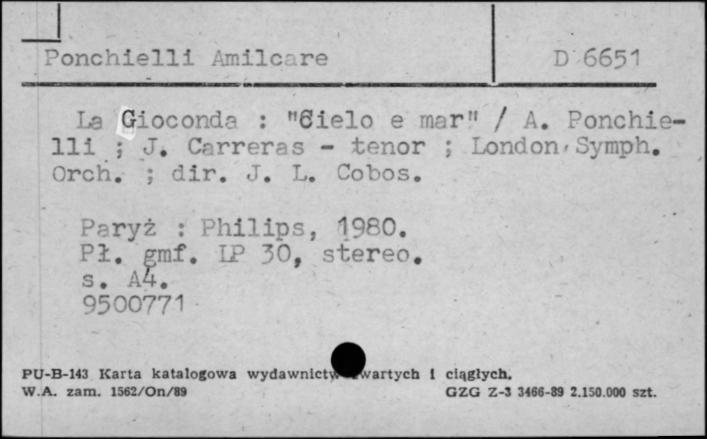 Ponchielli Amilcare D 6651
La Gioconda : "Cielo e mar" / A. Ponchie-
lli ; J. Carreras - tenor ; London Symph.
Orch. ; dir. J. L. Cobos.
Paryż : Philips, 1980.
Pł. gmf. LP 30, stereo.
s. A4.
9500771
PU-B-143 Karta katalogowa wydawnictw zwartych i ciągłych.
W.A. zam. 1562/On/89 GZG Z-3 3466-89 2.150.000 szt.